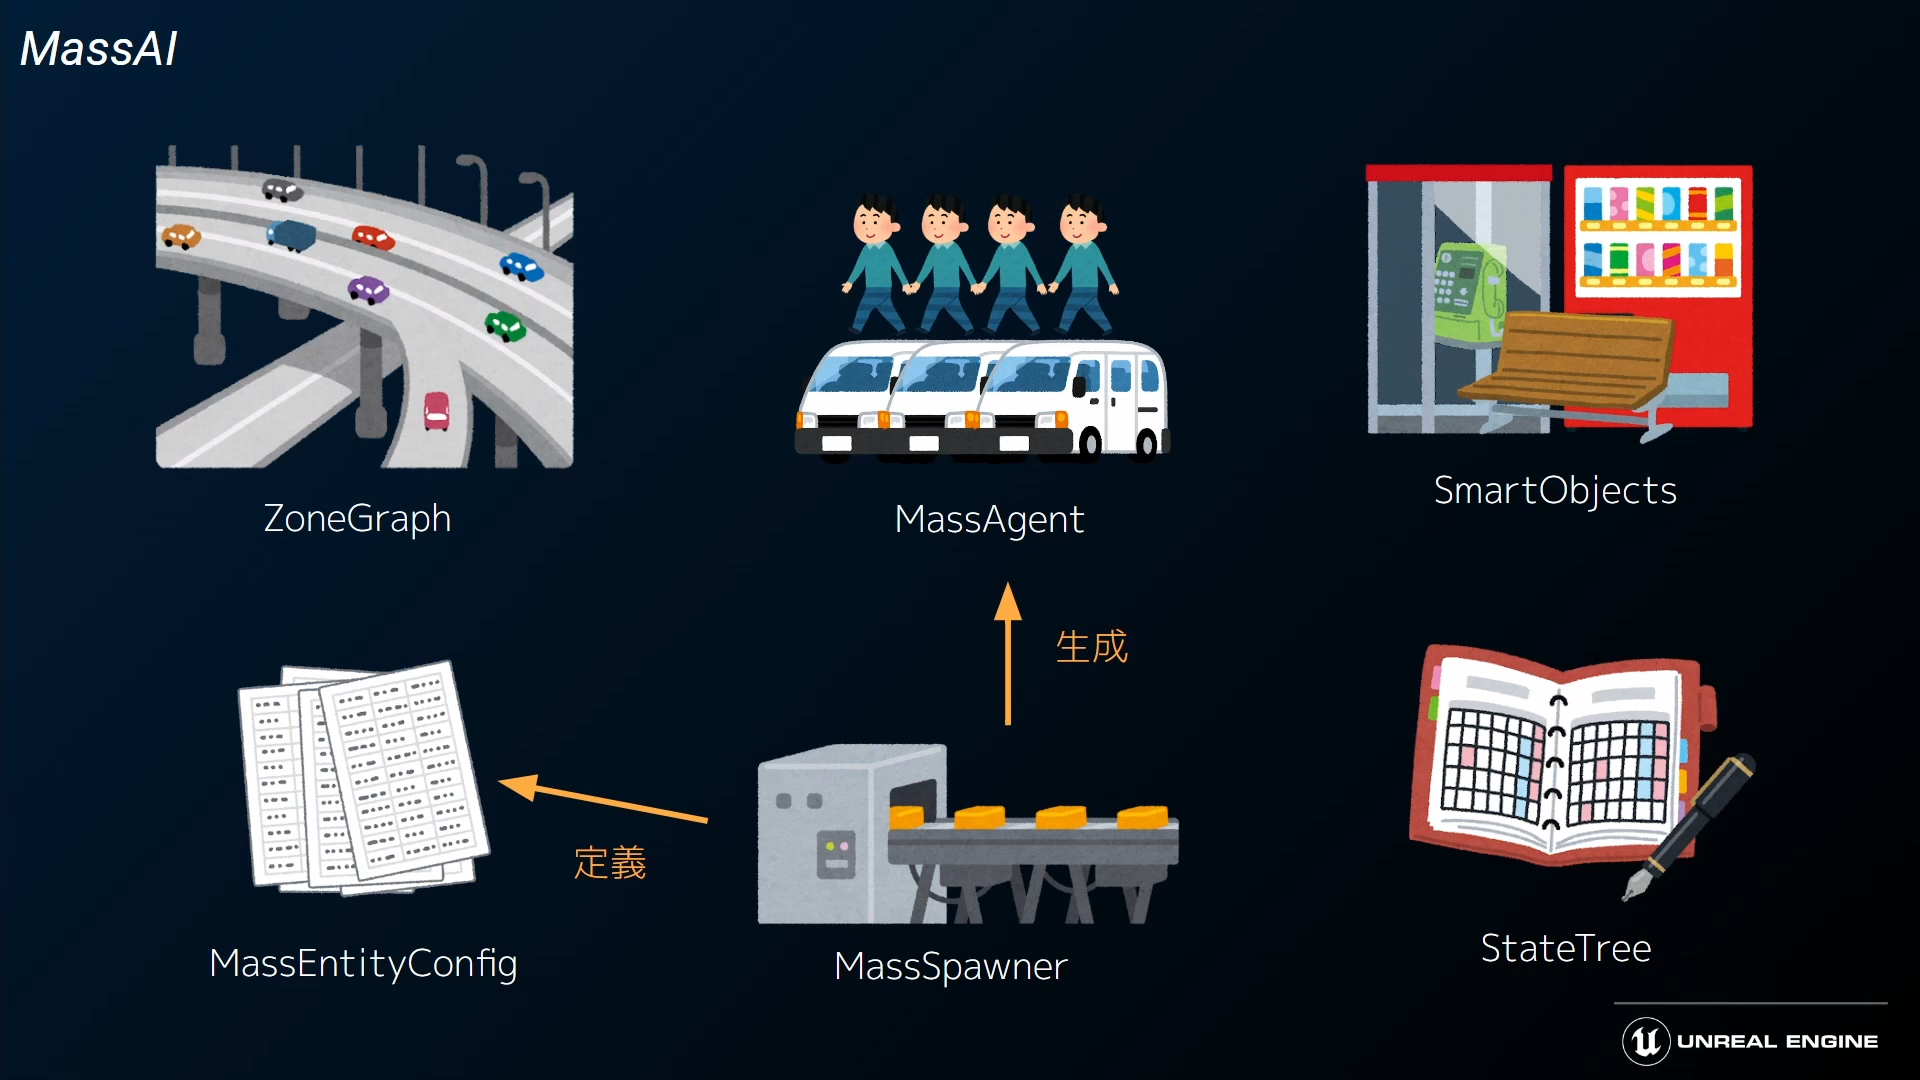 MassAI
ZoneGraph
MassAgent
SmartObjects
生成
定義
MassEntityConfig
MassSpawner
StateTree
UNREAL ENGINE